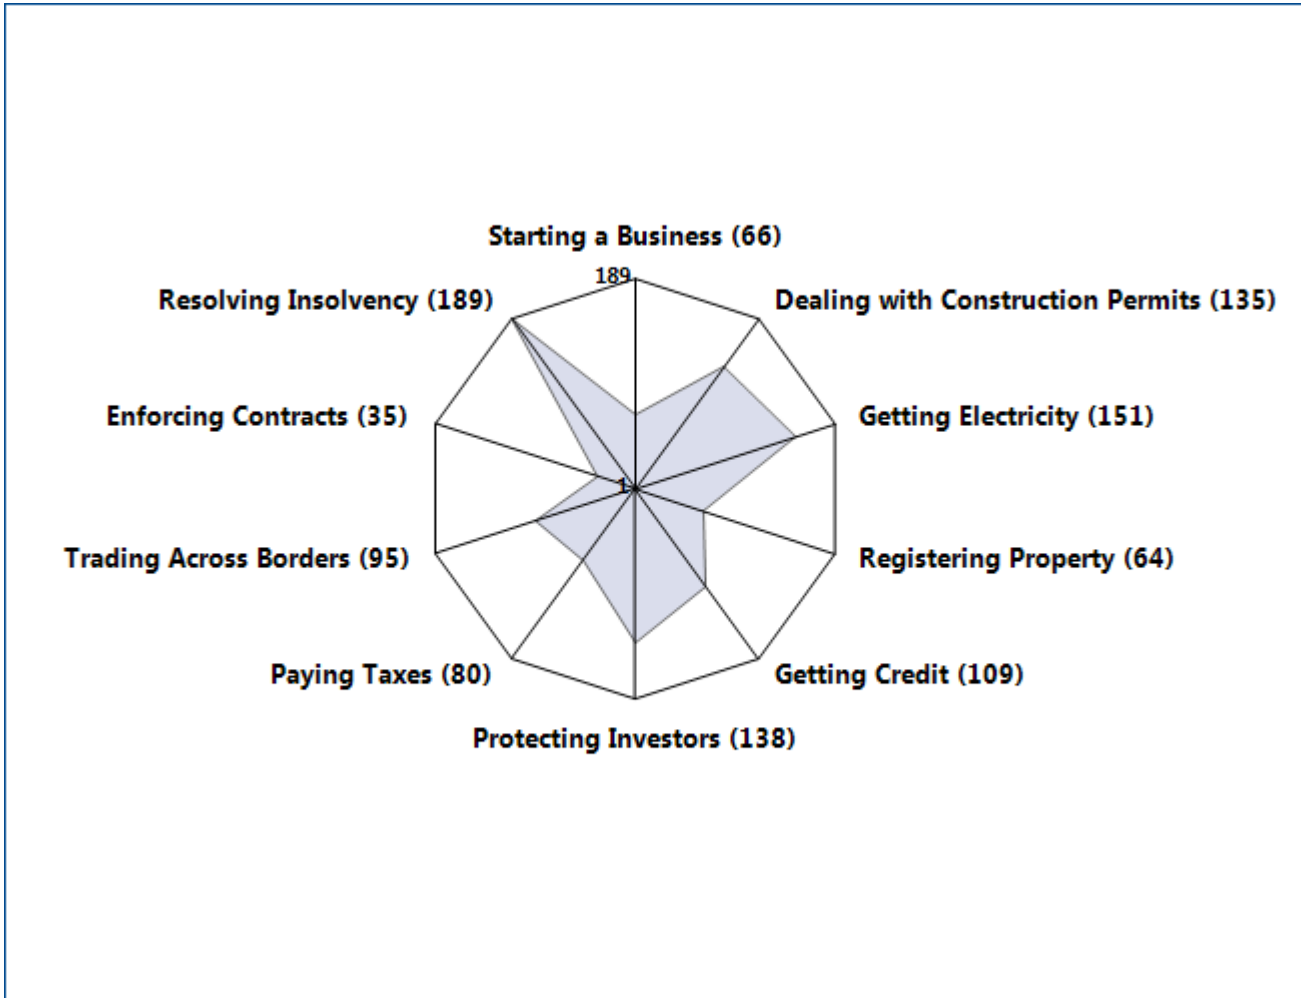 Starting a Business (66)
189
Resolving Insolvency (189)
Dealing with Construction Permits (135)
Enforcing Contracts (35)
Getting Electricity (151)
1
Trading Across Borders (95)
Registering Property (64)
Paying Taxes (80)
Getting Credit (109)
Protecting Investors (138)